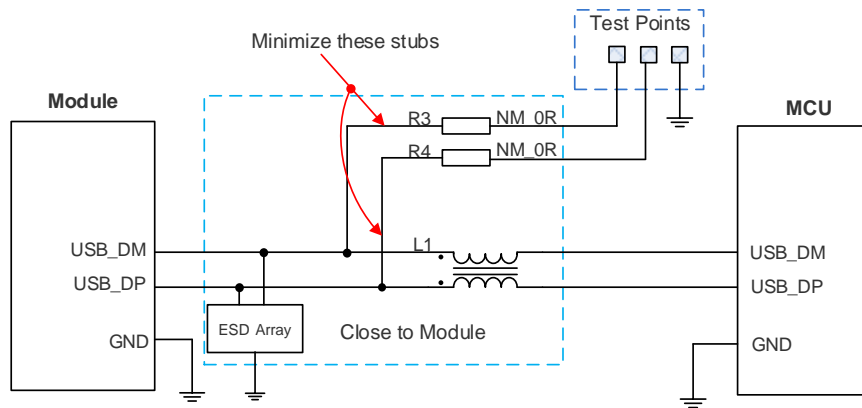 Test Points
Minimize these stubs
Module
MCU
R3
NM_0R
R4
NM_0R
USB_DM
L1
USB_DM
USB_DP
USB_DP
ESD Array
Close to Module
GND
GND